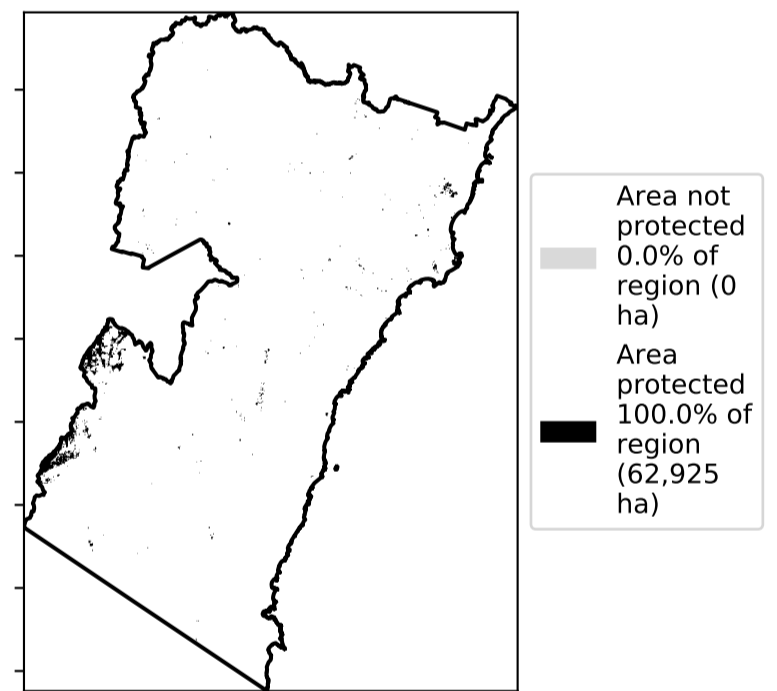 Area not
protected
0.0% of
region (0
ha)
Area
protected
100.0% of
region
(62,925
ha)